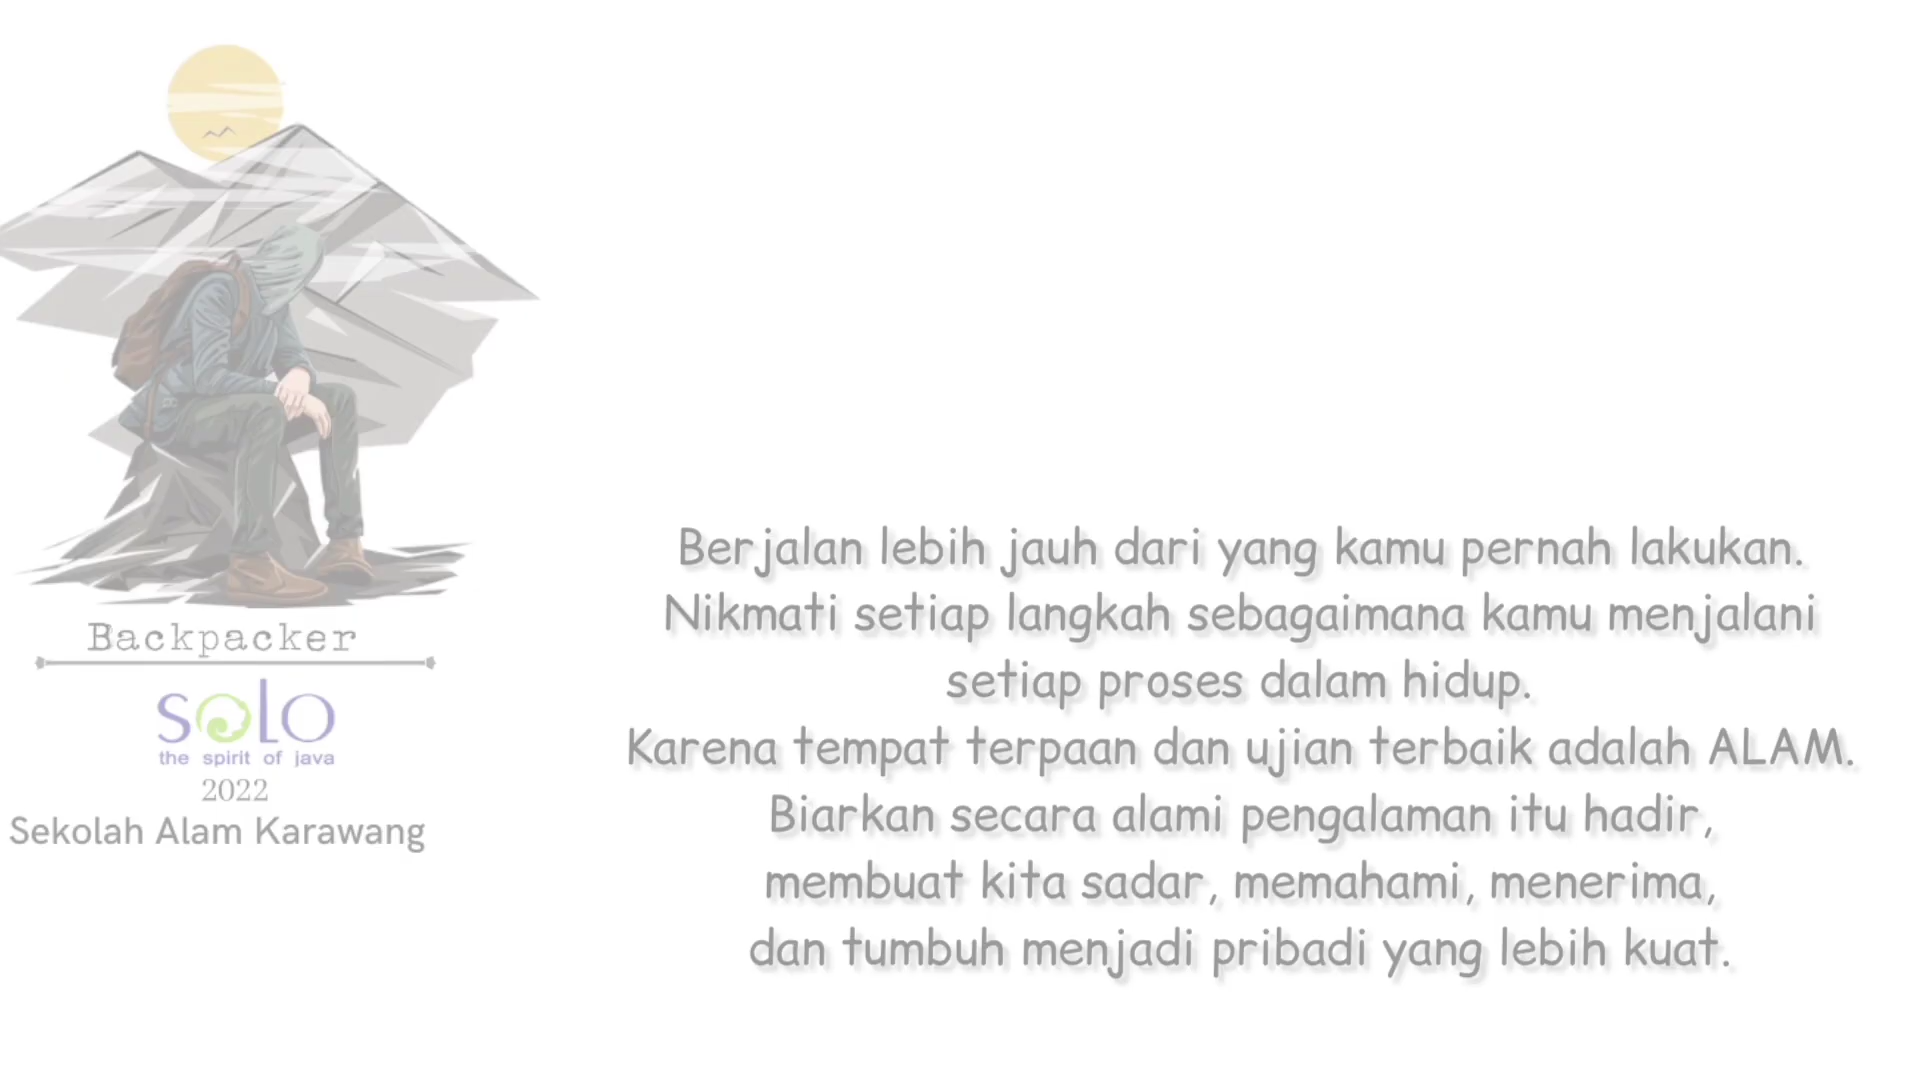 Backpacker
solo
the spirit of java
2022
Sekolah Alam Karawang
Berjalan lebih jauh dari yang kamu pernah lakukan.
Nikmati setiap langkah sebagaimana kamu menjalani
setiap proses dalam hidup.
Karena tempat terpaan dan ujian terbaik adalah ALAM.
Biarkan secara alami pengalaman itu hadir,
membuat kita sadar, memahami, menerima,
dan tumbuh menjadi pribadi yang lebih kuat.